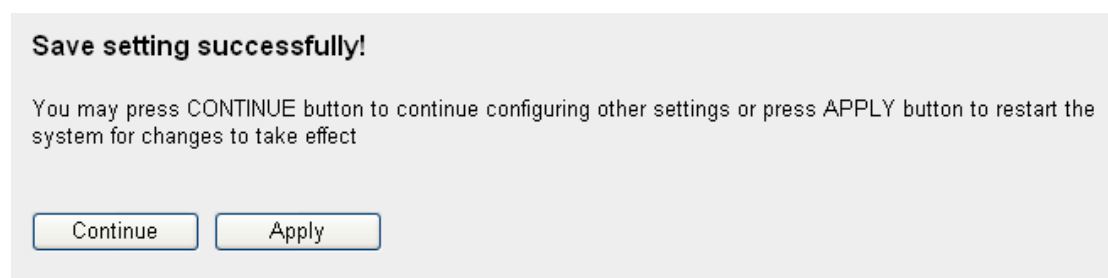 Save setting successfully!
You may press CONTINUE button to continue configuring other settings or press APPLY button to restart the
system for changes to take effect
Continue
Apply